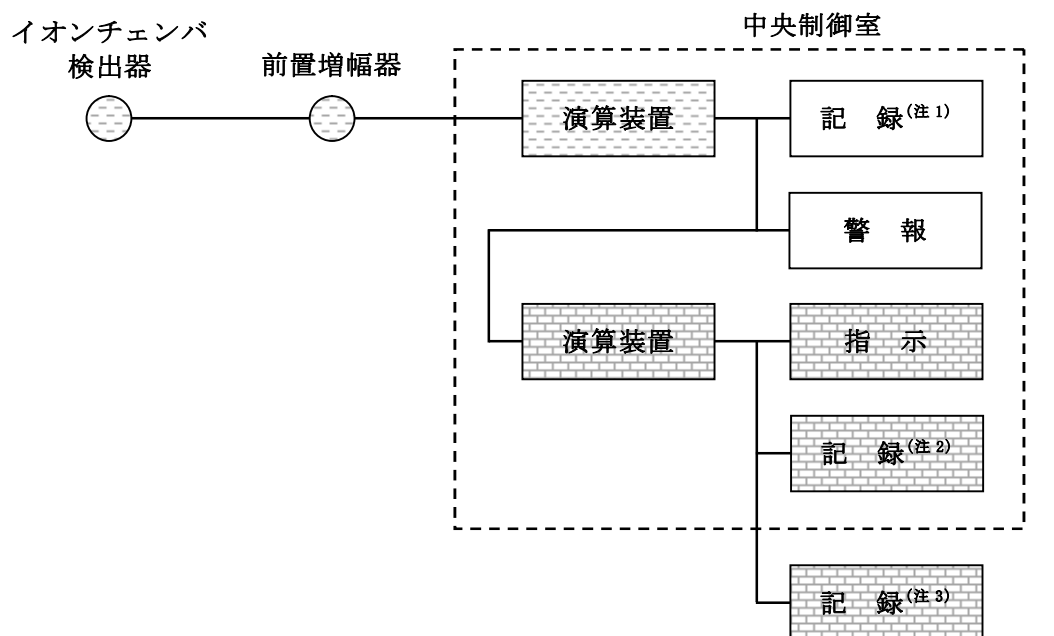 中央制御室
イオンチェンバ
検出器
前置増幅器
演算装置
記 録(注1)
警 報
演算装置
指 示
記 録(注2)
記 録(注3)